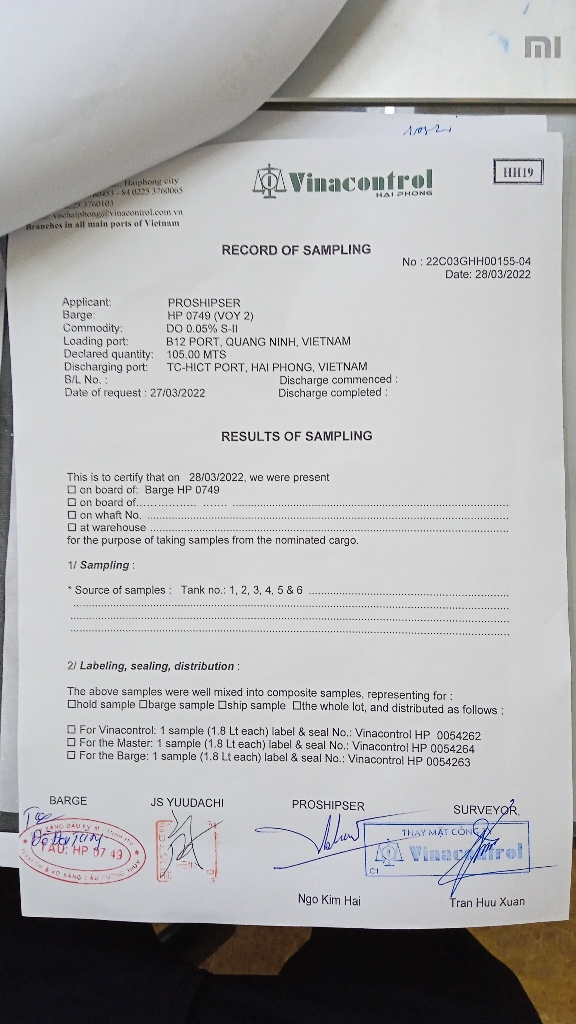 mi
, Haiphong city
- 84 0225 3760065
3760103
vnchaiphong@vinacontrol.com.vn
Branches in all main ports of Vietnam
Vinacontrol
HAI PHONG
HH19
RECORD OF SAMPLING
No : 22C03GHH00155-04
Date: 28/03/2022
Applicant: PROSHIPSER
Barge: HP 0749 (VOY 2)
Commodity: DO 0.05% S-II
Loading port: B12 PORT, QUANG NINH, VIETNAM
Declared quantity: 105.00 MTS
Discharging port: TC-HICT PORT, HAI PHONG, VIETNAM
B/L No. : Discharge commenced :
Date of request : 27/03/2022 Discharge completed :
RESULTS OF SAMPLING
This is to certify that on 28/03/2022, we were present
☐ on board of: Barge HP 0749
☐ on board of................ ....... ................
☐ on whaft No. ................
☐ at warehouse ................
for the purpose of taking samples from the nominated cargo.
1/ Sampling :
* Source of samples : Tank no.: 1, 2, 3, 4, 5 & 6 ................
2/ Labeling, sealing, distribution :
The above samples were well mixed into composite samples, representing for :
☐hold sample ☐barge sample ☐ship sample ☐the whole lot, and distributed as follows :
☐ For Vinacontrol: 1 sample (1.8 Lt each) label & seal No.: Vinacontrol HP 0054262
☐ For the Master: 1 sample (1.8 Lt each) label & seal No.: Vinacontrol HP 0054264
☐ For the Barge: 1 sample (1.8 Lt each) label & seal No.: Vinacontrol HP 0054263
BARGE JS YUUDACHI PROSHIPSER SURVEYOR
TÀU: HP 07 49
THAY MẶT CÔNG
Vinacontrol
C1
Ngo Kim Hai Tran Huu Xuan